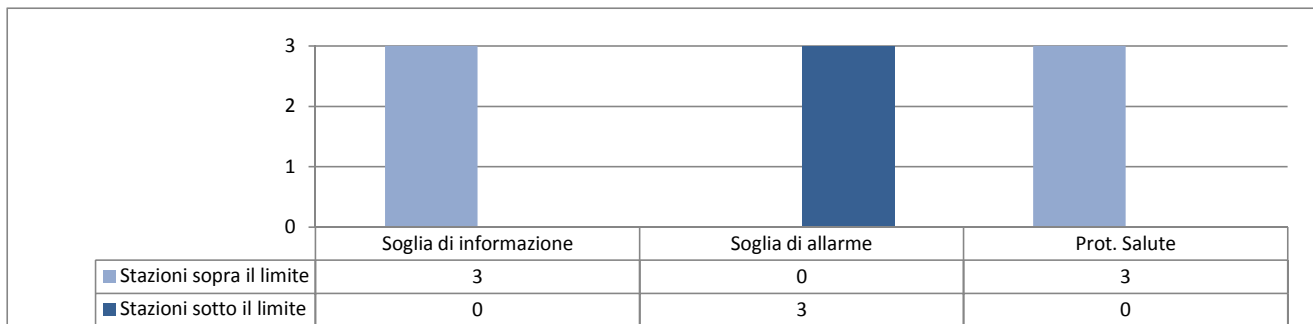 3
2
1
0
Soglia di informazione Soglia di allarme Prot. Salute
Stazioni sopra il limite 3 0 3
Stazioni sotto il limite 0 3 0